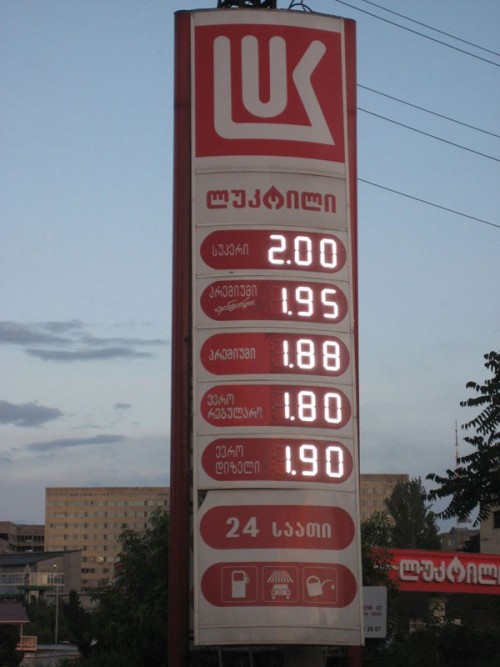 LUK
ლუკოილი
სუპერი 2.00
პრემიუმი 1.95
პრემიუმი 1.88
ევრო რეგულარი 1.80
ევრო დიზელი 1.90
24 საათი
ლუკოილი